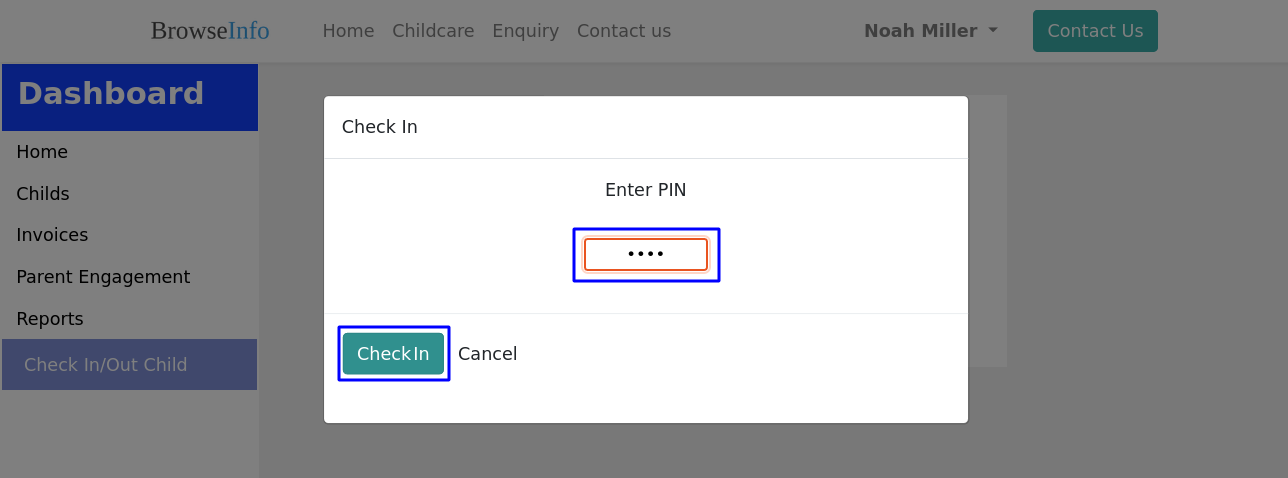 BrowseInfo Home Childcare Enquiry Contact us Noah Miller Contact Us
Dashboard
Home
Childs
Invoices
Parent Engagement
Reports
Check In/Out Child
Check In
Enter PIN
••••
Check In Cancel